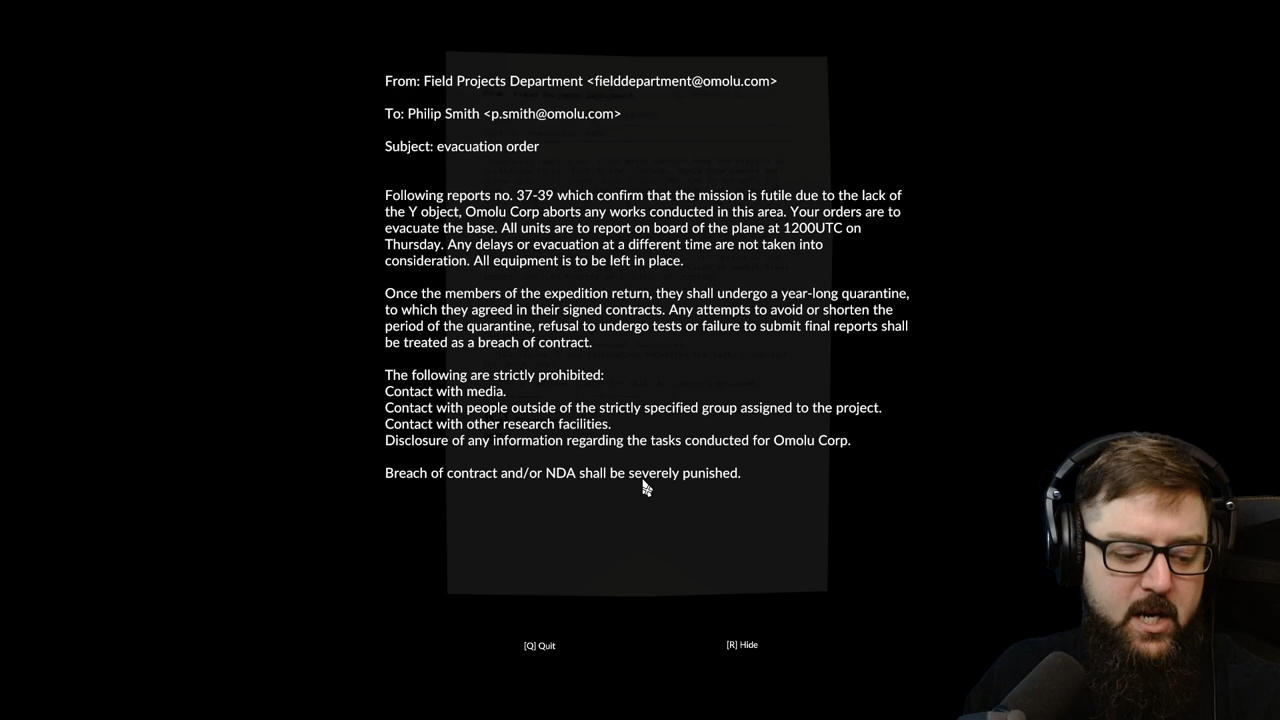 From: Field Projects Department <fielddepartment@omolu.com>
To: Philip Smith <p.smith@omolu.com>
Subject: evacuation order
Following reports no. 37-39 which confirm that the mission is futile due to the lack of
the Y object, Omolu Corp aborts any works conducted in this area. Your orders are to
evacuate the base. All units are to report on board of the plane at 1200UTC on
Thursday. Any delays or evacuation at a different time are not taken into
consideration. All equipment is to be left in place.
Once the members of the expedition return, they shall undergo a year-long quarantine,
to which they agreed in their signed contracts. Any attempts to avoid or shorten the
period of the quarantine, refusal to undergo tests or failure to submit final reports shall
be treated as a breach of contract.
The following are strictly prohibited:
Contact with media.
Contact with people outside of the strictly specified group assigned to the project.
Contact with other research facilities.
Disclosure of any information regarding the tasks conducted for Omolu Corp.
Breach of contract and/or NDA shall be severely punished.
[Q] Quit
[R] Hide